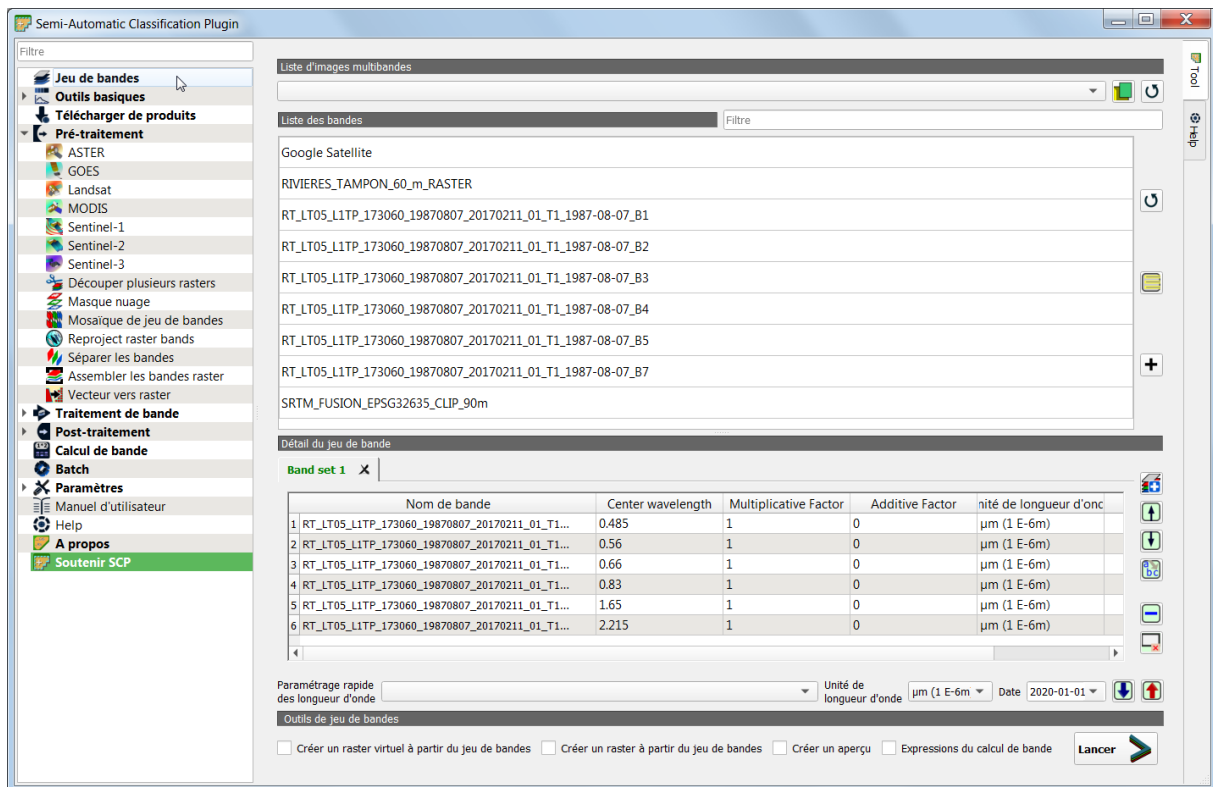 Semi-Automatic Classification Plugin
Filtre
Jeu de bandes
Outils basiques
Télécharger de produits
Pré-traitement
ASTER
GOES
Landsat
MODIS
Sentinel-1
Sentinel-2
Sentinel-3
Découper plusieurs rasters
Masque nuage
Mosaïque de jeu de bandes
Reproject raster bands
Séparer les bandes
Assembler les bandes raster
Vecteur vers raster
Traitement de bande
Post-traitement
Calcul de bande
Batch
Paramètres
Manuel d'utilisateur
Help
A propos
Soutenir SCP
Liste d'images multibandes
Liste des bandes Filtre
Google Satellite
RIVIERES_TAMPON_60_m_RASTER
RT_LT05_L1TP_173060_19870807_20170211_01_T1_1987-08-07_B1
RT_LT05_L1TP_173060_19870807_20170211_01_T1_1987-08-07_B2
RT_LT05_L1TP_173060_19870807_20170211_01_T1_1987-08-07_B3
RT_LT05_L1TP_173060_19870807_20170211_01_T1_1987-08-07_B4
RT_LT05_L1TP_173060_19870807_20170211_01_T1_1987-08-07_B5
RT_LT05_L1TP_173060_19870807_20170211_01_T1_1987-08-07_B7
SRTM_FUSION_EPSG32635_CLIP_90m
Détail du jeu de bande
Band set 1 X
Nom de bande Center wavelength Multiplicative Factor Additive Factor nité de longueur d'onc
1 RT_LT05_L1TP_173060_19870807_20170211_01_T1... 0.485 1 0 µm (1 E-6m)
2 RT_LT05_L1TP_173060_19870807_20170211_01_T1... 0.56 1 0 µm (1 E-6m)
3 RT_LT05_L1TP_173060_19870807_20170211_01_T1... 0.66 1 0 µm (1 E-6m)
4 RT_LT05_L1TP_173060_19870807_20170211_01_T1... 0.83 1 0 µm (1 E-6m)
5 RT_LT05_L1TP_173060_19870807_20170211_01_T1... 1.65 1 0 µm (1 E-6m)
6 RT_LT05_L1TP_173060_19870807_20170211_01_T1... 2.215 1 0 µm (1 E-6m)
Paramétrage rapide
des longueur d'onde
Unité de
longueur d'onde µm (1 E-6m Date 2020-01-01
Outils de jeu de bandes
Créer un raster virtuel à partir du jeu de bandes Créer un raster à partir du jeu de bandes Créer un aperçu Expressions du calcul de bande Lancer
Tool
Help